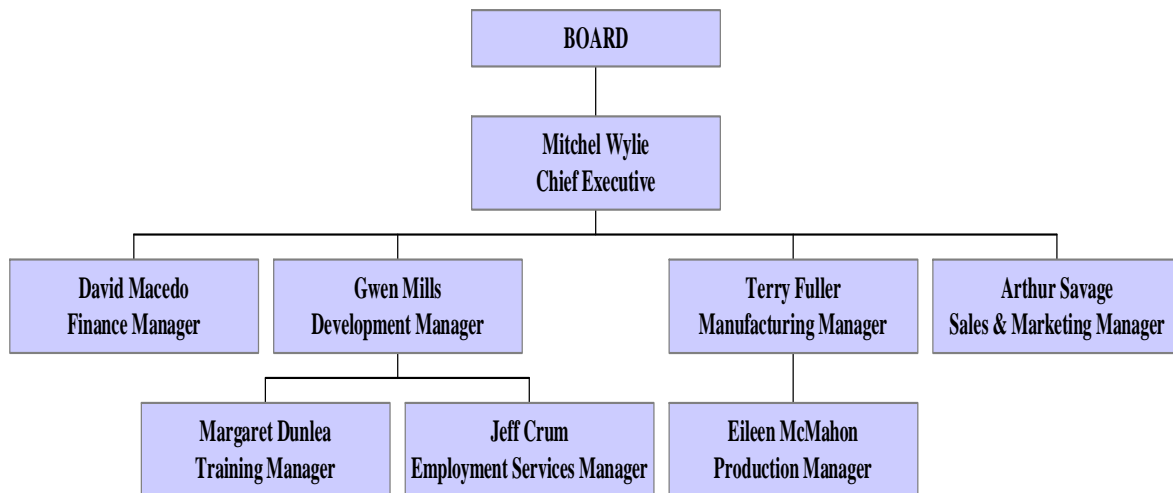 BOARD
Mitchel Wylie
Chief Executive
David Macedo
Finance Manager
Gwen Mills
Development Manager
Terry Fuller
Manufacturing Manager
Arthur Savage
Sales & Marketing Manager
Margaret Dunlea
Training Manager
Jeff Crum
Employment Services Manager
Eileen McMahon
Production Manager